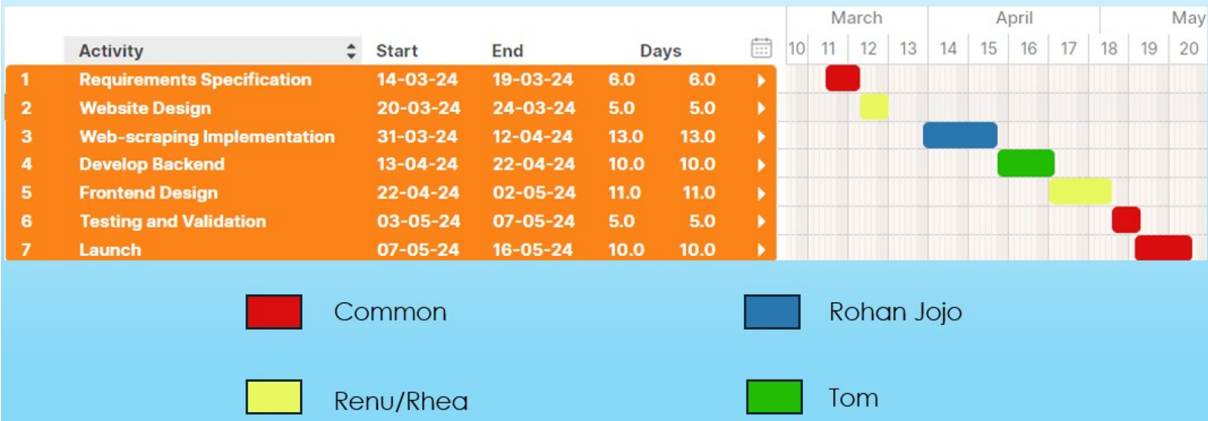 March April May
Activity Start End Days 10 11 12 13 14 15 16 17 18 19 20
1 Requirements Specification 14-03-24 19-03-24 6.0 6.0
2 Website Design 20-03-24 24-03-24 5.0 5.0
3 Web-scraping Implementation 31-03-24 12-04-24 13.0 13.0
4 Develop Backend 13-04-24 22-04-24 10.0 10.0
5 Frontend Design 22-04-24 02-05-24 11.0 11.0
6 Testing and Validation 03-05-24 07-05-24 5.0 5.0
7 Launch 07-05-24 16-05-24 10.0 10.0
Common Rohan Jojo
Renu/Rhea Tom